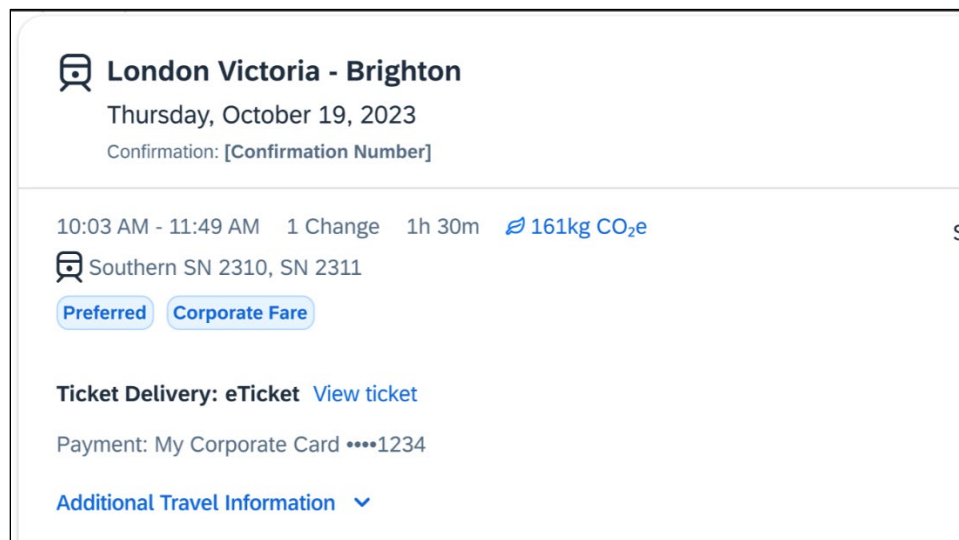 London Victoria - Brighton
Thursday, October 19, 2023
Confirmation: [Confirmation Number]
10:03 AM - 11:49 AM 1 Change 1h 30m 161kg CO₂e
Southern SN 2310, SN 2311
Preferred Corporate Fare
Ticket Delivery: eTicket View ticket
Payment: My Corporate Card ••••1234
Additional Travel Information